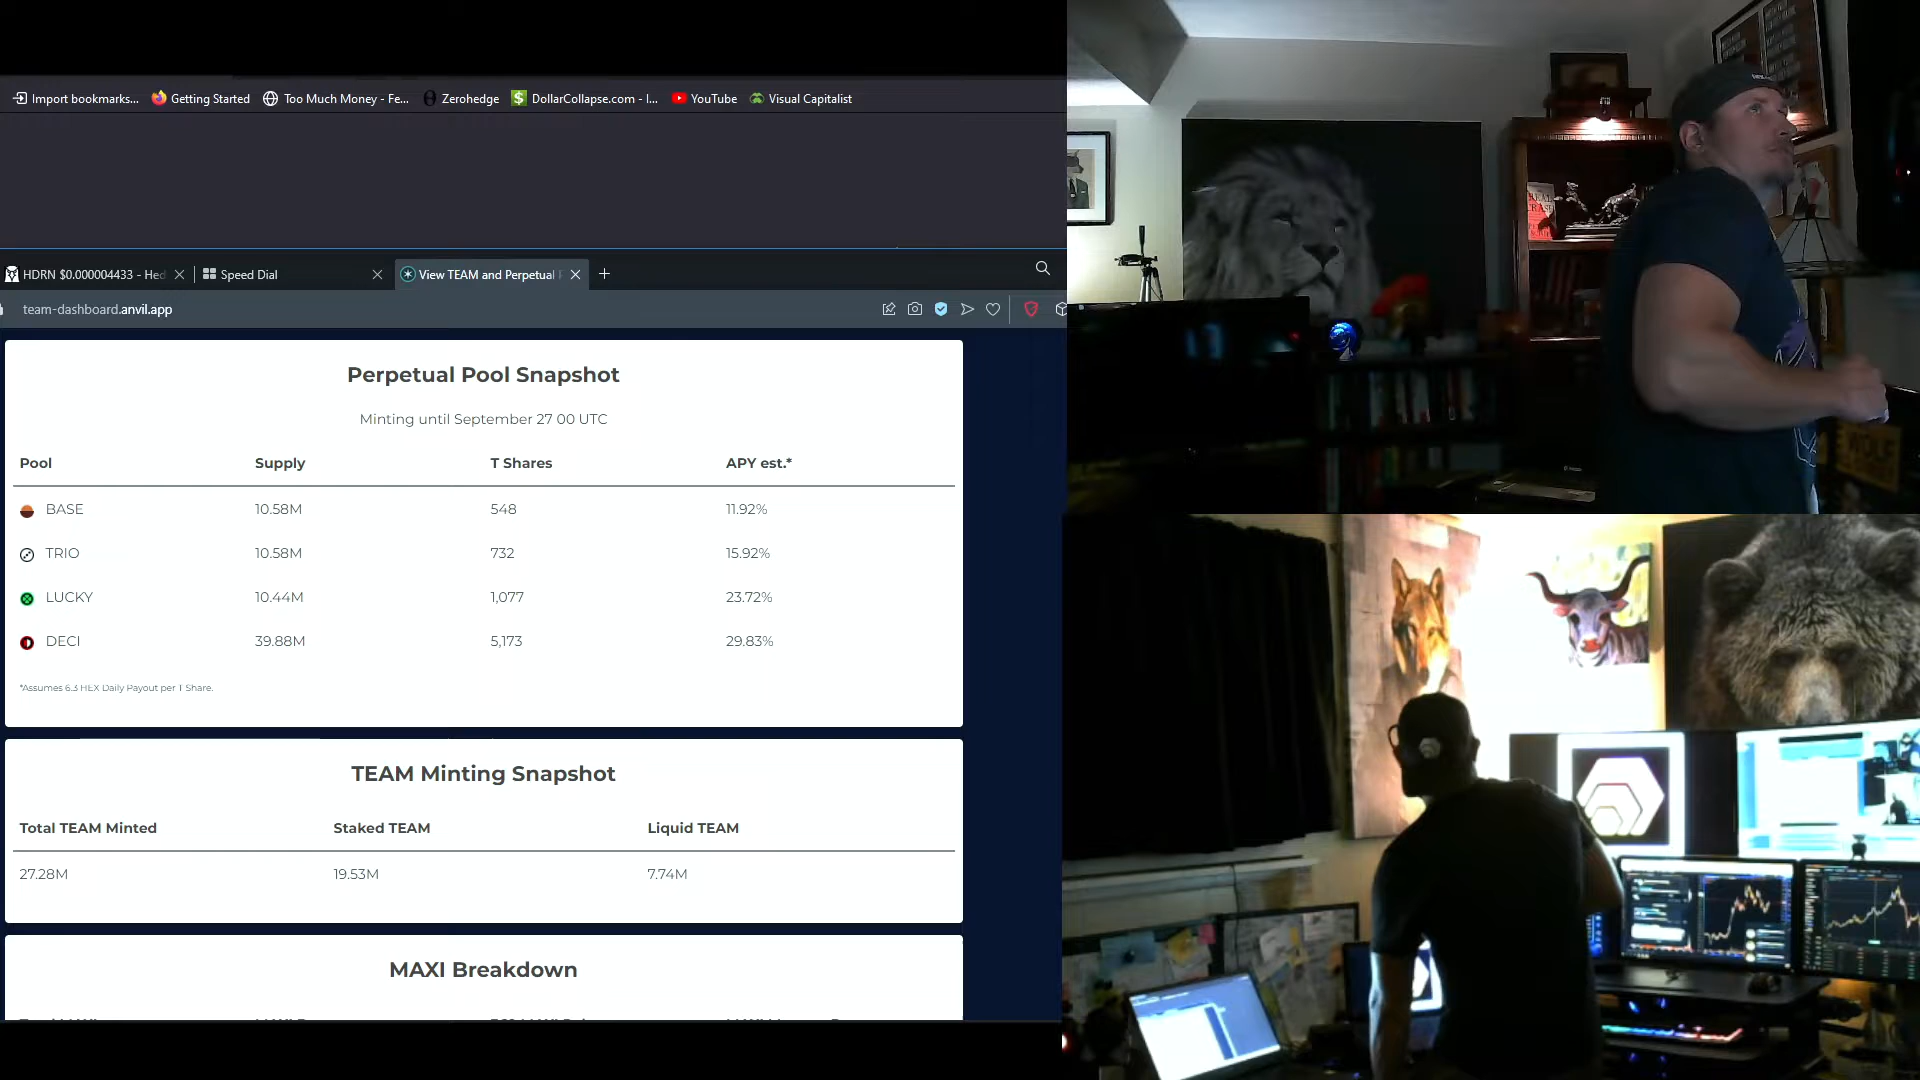 Import bookmarks... Getting Started Too Much Money - Fe... Zerohedge DollarCollapse.com - I... YouTube Visual Capitalist
HDRN $0.000004433 - Hed Speed Dial View TEAM and Perpetual
team-dashboard.anvil.app
Perpetual Pool Snapshot
Minting until September 27 00 UTC
Pool Supply T Shares APY est.*
BASE 10.58M 548 11.92%
TRIO 10.58M 732 15.92%
LUCKY 10.44M 1,077 23.72%
DECI 39.88M 5,173 29.83%
*Assumes 6.3 HEX Daily Payout per T Share.
TEAM Minting Snapshot
Total TEAM Minted Staked TEAM Liquid TEAM
27.28M 19.53M 7.74M
MAXI Breakdown
REAL
CRASH
WOLF